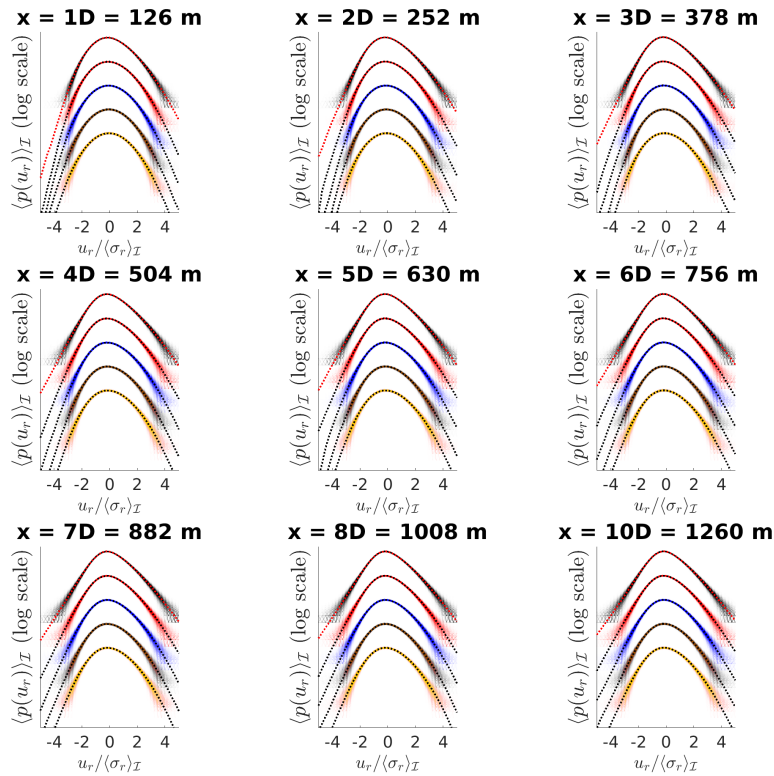 x = 1D = 126 m
x = 2D = 252 m
x = 3D = 378 m
⟨p(u_r)⟩_ℐ (log scale)
⟨p(u_r)⟩_ℐ (log scale)
⟨p(u_r)⟩_ℐ (log scale)
-4 -2 0 2 4
-4 -2 0 2 4
-4 -2 0 2 4
u_r/⟨σ_r⟩_ℐ
u_r/⟨σ_r⟩_ℐ
u_r/⟨σ_r⟩_ℐ
x = 4D = 504 m
x = 5D = 630 m
x = 6D = 756 m
⟨p(u_r)⟩_ℐ (log scale)
⟨p(u_r)⟩_ℐ (log scale)
⟨p(u_r)⟩_ℐ (log scale)
-4 -2 0 2 4
-4 -2 0 2 4
-4 -2 0 2 4
u_r/⟨σ_r⟩_ℐ
u_r/⟨σ_r⟩_ℐ
u_r/⟨σ_r⟩_ℐ
x = 7D = 882 m
x = 8D = 1008 m
x = 10D = 1260 m
⟨p(u_r)⟩_ℐ (log scale)
⟨p(u_r)⟩_ℐ (log scale)
⟨p(u_r)⟩_ℐ (log scale)
-4 -2 0 2 4
-4 -2 0 2 4
-4 -2 0 2 4
u_r/⟨σ_r⟩_ℐ
u_r/⟨σ_r⟩_ℐ
u_r/⟨σ_r⟩_ℐ